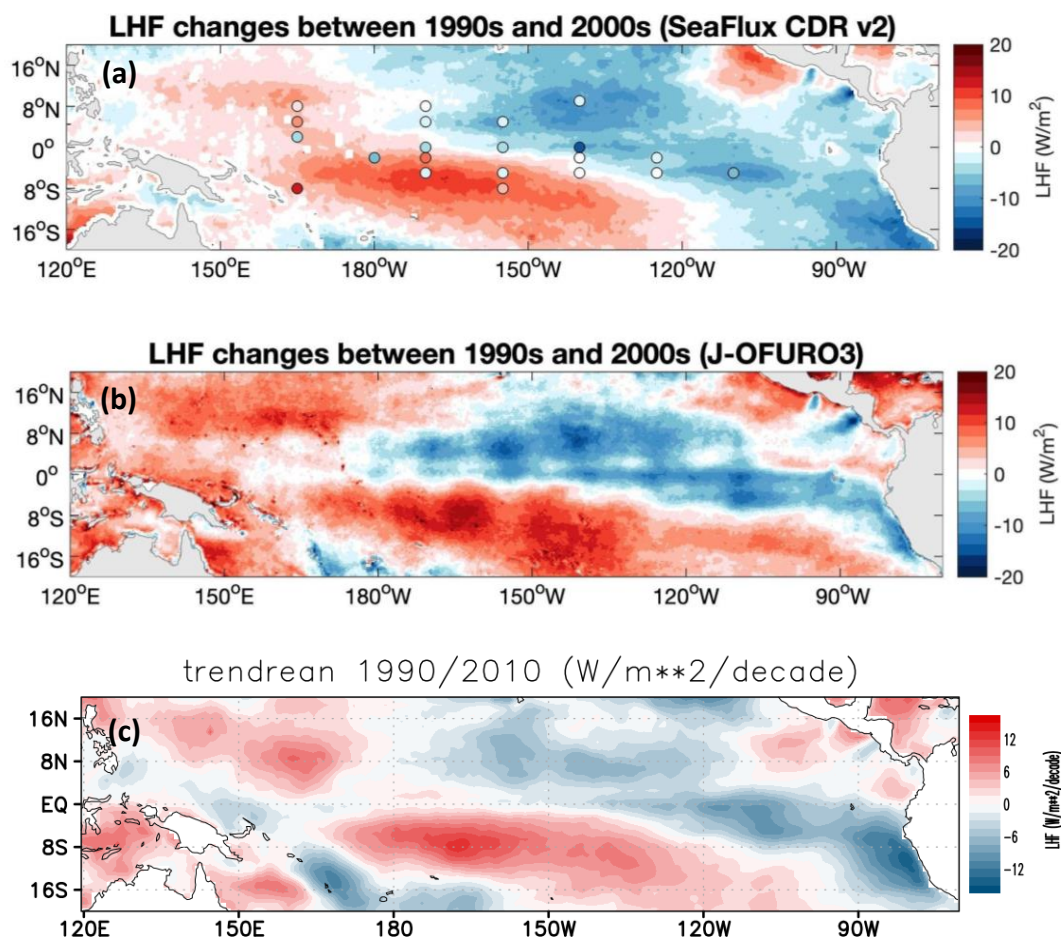 LHF changes between 1990s and 2000s (SeaFlux CDR v2)
(a)
16°N
8°N
0°
8°S
16°S
120°E 150°E 180°W 150°W 120°W 90°W
20
10
0
-10
-20
LHF (W/m²)
LHF changes between 1990s and 2000s (J-OFURO3)
(b)
16°N
8°N
0°
8°S
16°S
120°E 150°E 180°W 150°W 120°W 90°W
20
10
0
-10
-20
LHF (W/m²)
trendrean 1990/2010 (W/m**2/decade)
(c)
16N
8N
EQ
8S
16S
120E 150E 180 150W 120W 90W
12
6
0
-6
-12
LHF (W/m**2/decade)